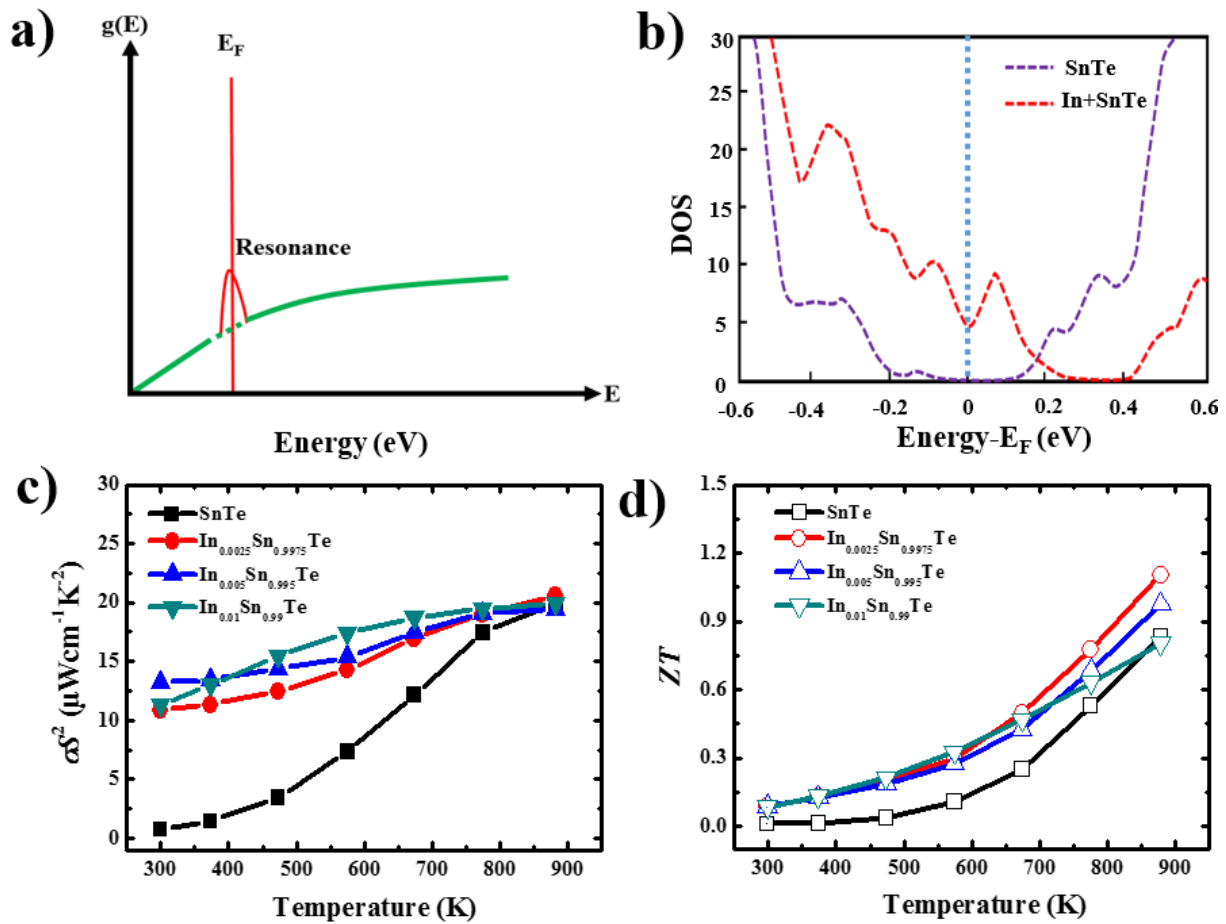 a)
g(E)
E_F
Resonance
E
Energy (eV)
b)
30
25
20
15
10
5
0
DOS
SnTe
In+SnTe
-0.6
-0.4
-0.2
0
0.2
0.4
0.6
Energy-E_F (eV)
c)
30
25
20
15
10
5
0
σS² (μWcm⁻¹K⁻²)
SnTe
In₀.₀₀₂₅Sn₀.₉₉₇₅Te
In₀.₀₀₅Sn₀.₉₉₅Te
In₀.₀₁Sn₀.₉₉Te
300 400 500 600 700 800 900
Temperature (K)
d)
1.5
1.2
0.9
0.6
0.3
0.0
ZT
SnTe
In₀.₀₀₂₅Sn₀.₉₉₇₅Te
In₀.₀₀₅Sn₀.₉₉₅Te
In₀.₀₁Sn₀.₉₉Te
300 400 500 600 700 800 900
Temperature (K)